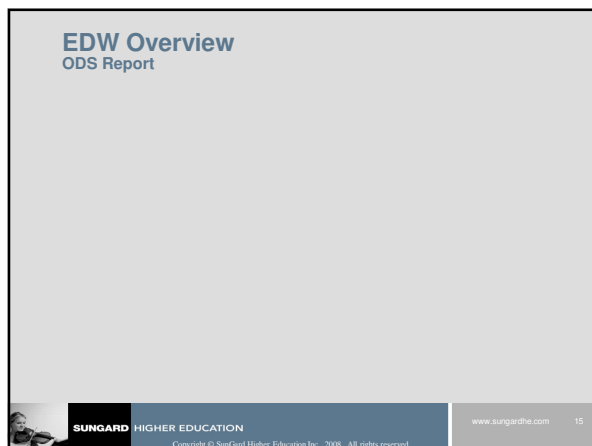 EDW Overview
ODS Report
SUNGARD HIGHER EDUCATION
www.sungardhe.com 15
Copyright © SunGard Higher Education Inc. 2008. All rights reserved.